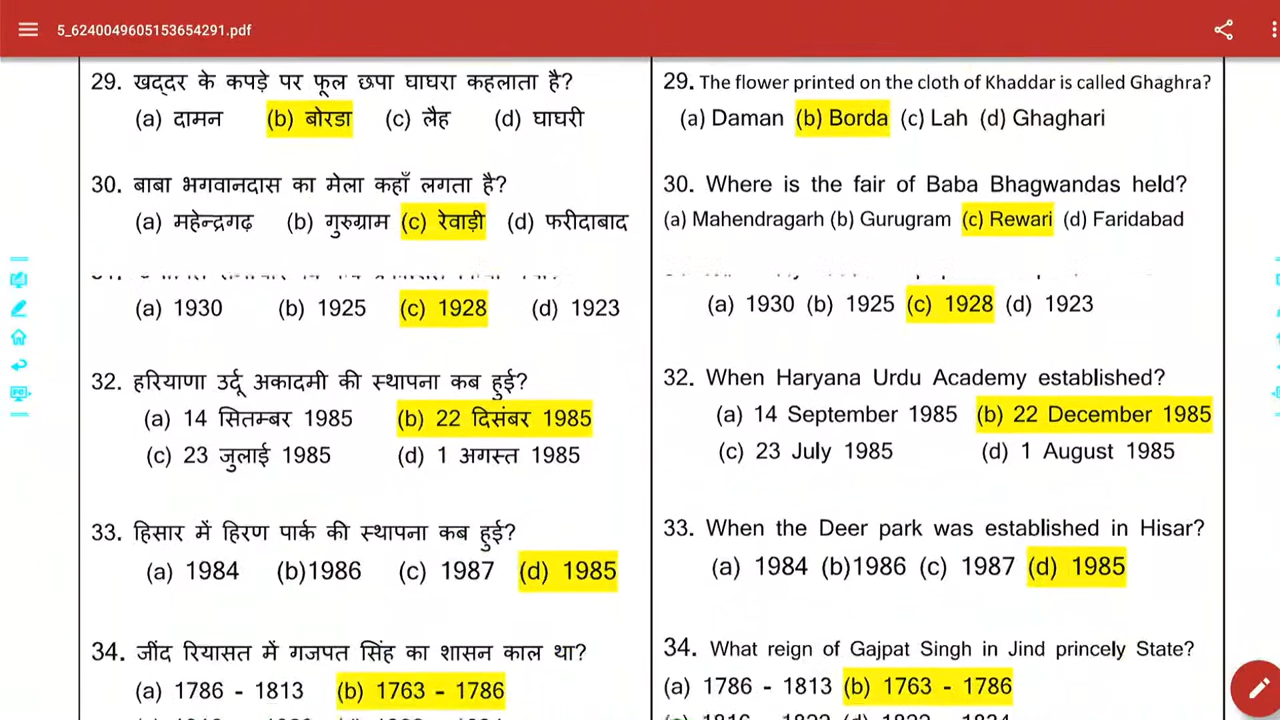 5_6240049605153654291.pdf
29. खद्दर के कपड़े पर फूल छपा घाघरा कहलाता है?
(a) दामन (b) बोरडा (c) लैह (d) घाघरी
30. बाबा भगवानदास का मेला कहाँ लगता है?
(a) महेन्द्रगढ़ (b) गुरुग्राम (c) रेवाड़ी (d) फरीदाबाद
(a) 1930 (b) 1925 (c) 1928 (d) 1923
32. हरियाणा उर्दू अकादमी की स्थापना कब हुई?
(a) 14 सितम्बर 1985 (b) 22 दिसंबर 1985
(c) 23 जुलाई 1985 (d) 1 अगस्त 1985
33. हिसार में हिरण पार्क की स्थापना कब हुई?
(a) 1984 (b)1986 (c) 1987 (d) 1985
34. जींद रियासत में गजपत सिंह का शासन काल था?
(a) 1786 - 1813 (b) 1763 - 1786
29. The flower printed on the cloth of Khaddar is called Ghaghra?
(a) Daman (b) Borda (c) Lah (d) Ghaghari
30. Where is the fair of Baba Bhagwandas held?
(a) Mahendragarh (b) Gurugram (c) Rewari (d) Faridabad
(a) 1930 (b) 1925 (c) 1928 (d) 1923
32. When Haryana Urdu Academy established?
(a) 14 September 1985 (b) 22 December 1985
(c) 23 July 1985 (d) 1 August 1985
33. When the Deer park was established in Hisar?
(a) 1984 (b)1986 (c) 1987 (d) 1985
34. What reign of Gajpat Singh in Jind princely State?
(a) 1786 - 1813 (b) 1763 - 1786